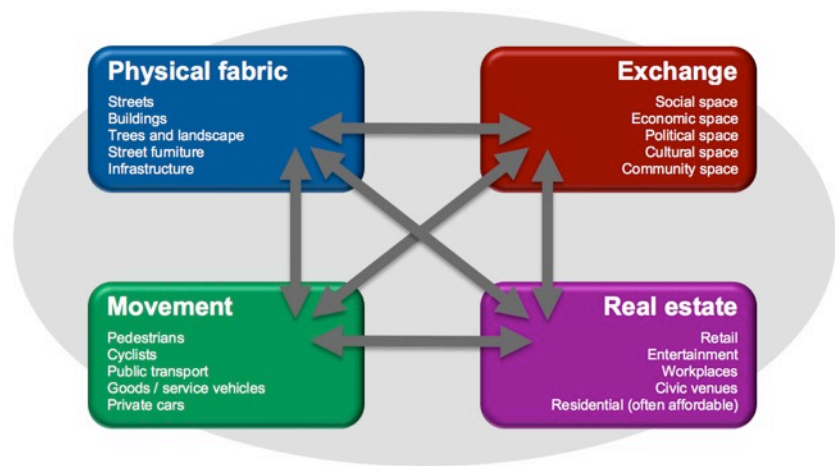 Physical fabric
Streets
Buildings
Trees and landscape
Street furniture
Infrastructure
Exchange
Social space
Economic space
Political space
Cultural space
Community space
Movement
Pedestrians
Cyclists
Public transport
Goods / service vehicles
Private cars
Real estate
Retail
Entertainment
Workplaces
Civic venues
Residential (often affordable)